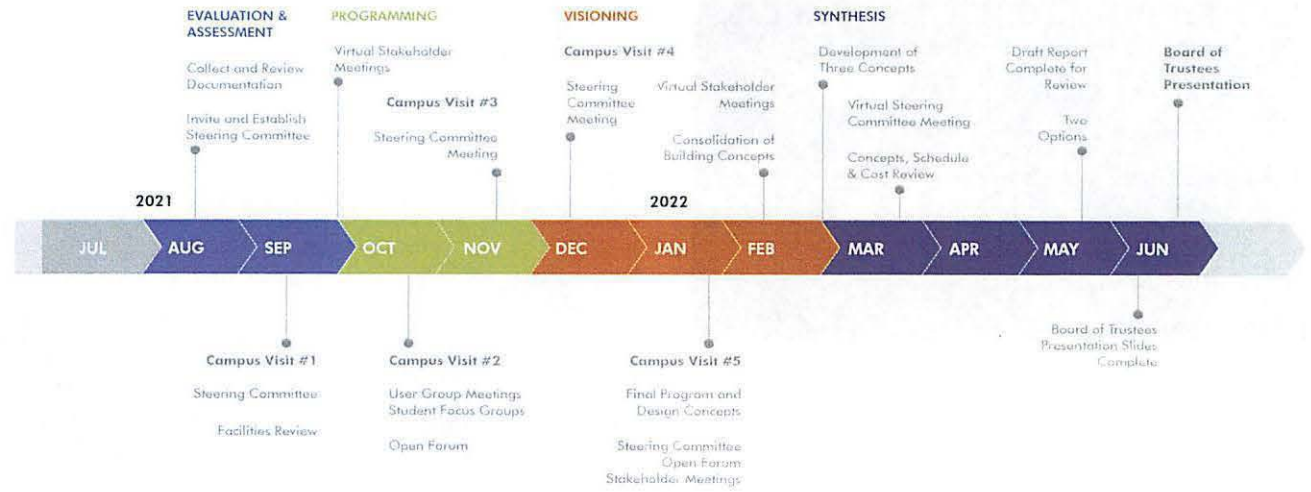 EVALUATION &
ASSESSMENT
Collect and Review
Documentation
Invite and Establish
Steering Committee
PROGRAMMING
Virtual Stakeholder
Meetings
Campus Visit #3
Steering Committee
Meeting
VISIONING
Campus Visit #4
Steering
Committee
Meeting
Virtual Stakeholder
Meetings
Consolidation of
Building Concepts
SYNTHESIS
Development of
Three Concepts
Virtual Steering
Committee Meeting
Concepts, Schedule
& Cost Review
Draft Report
Complete for
Review
Two
Options
Board of
Trustees
Presentation
2021
2022
JUL
AUG
SEP
OCT
NOV
DEC
JAN
FEB
MAR
APR
MAY
JUN
Campus Visit #1
Steering Committee
Facilities Review
Campus Visit #2
User Group Meetings
Student Focus Groups
Open Forum
Campus Visit #5
Final Program and
Design Concepts
Steering Committee
Open Forum
Stakeholder Meetings
Board of Trustees
Presentation Slides
Complete